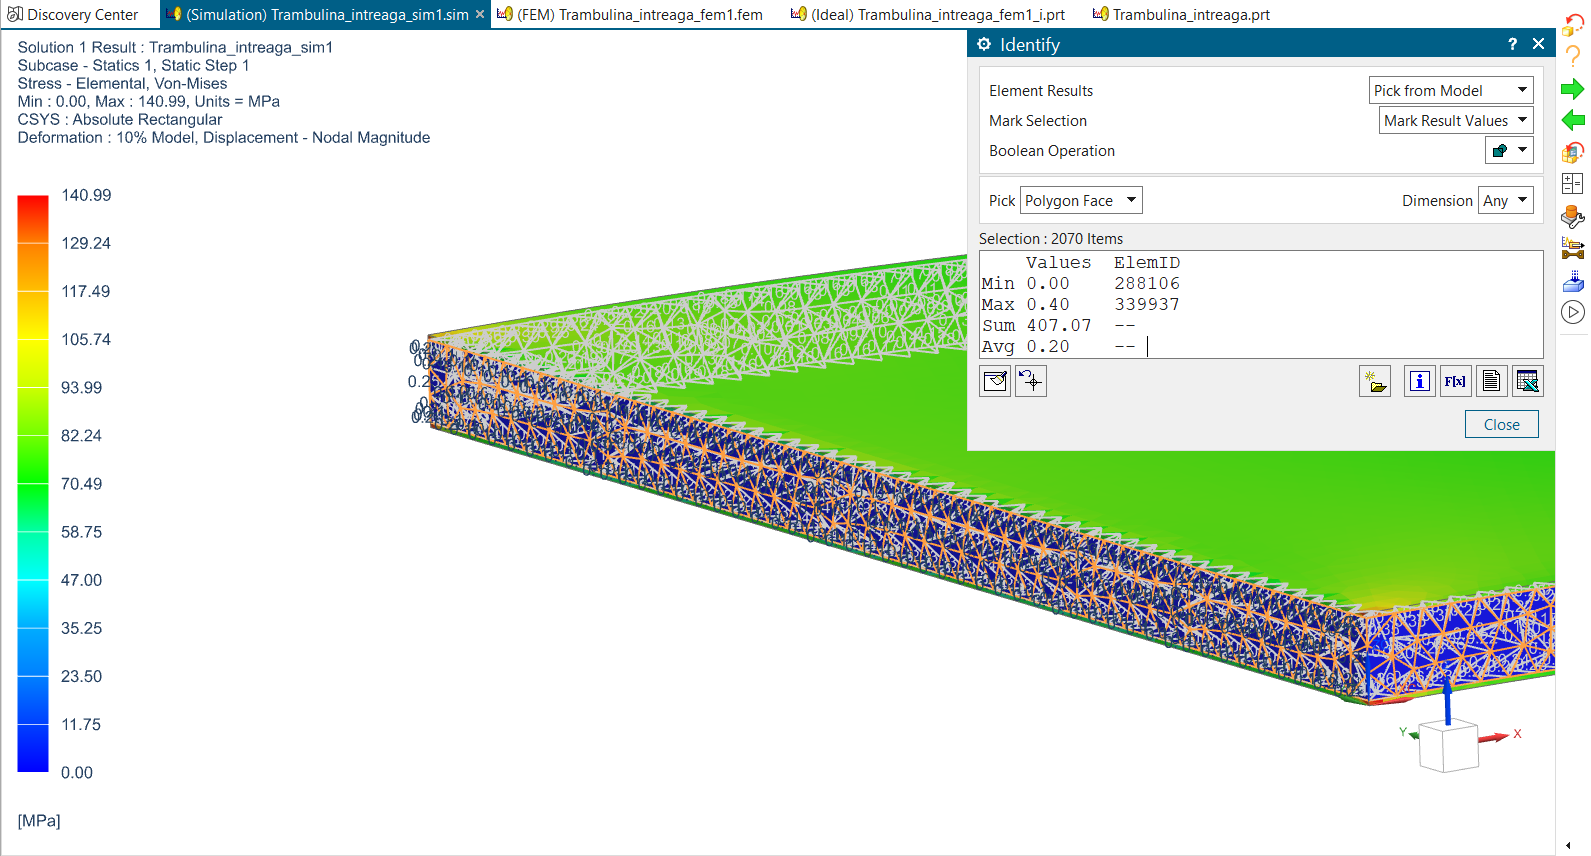 Discovery Center
(Simulation) Trambulina_intreaga_sim1.sim
(FEM) Trambulina_intreaga_fem1.fem
(Ideal) Trambulina_intreaga_fem1_i.prt
Trambulina_intreaga.prt
Solution 1 Result : Trambulina_intreaga_sim1
Subcase - Statics 1, Static Step 1
Stress - Elemental, Von-Mises
Min : 0.00, Max : 140.99, Units = MPa
CSYS : Absolute Rectangular
Deformation : 10% Model, Displacement - Nodal Magnitude
140.99
129.24
117.49
105.74
93.99
82.24
70.49
58.75
47.00
35.25
23.50
11.75
0.00
[MPa]
Identify
Element Results Pick from Model
Mark Selection Mark Result Values
Boolean Operation
Pick Polygon Face Dimension Any
Selection : 2070 Items
Values ElemID
Min 0.00 288106
Max 0.40 339937
Sum 407.07 --
Avg 0.20 --
F[x]
Close
Y
X